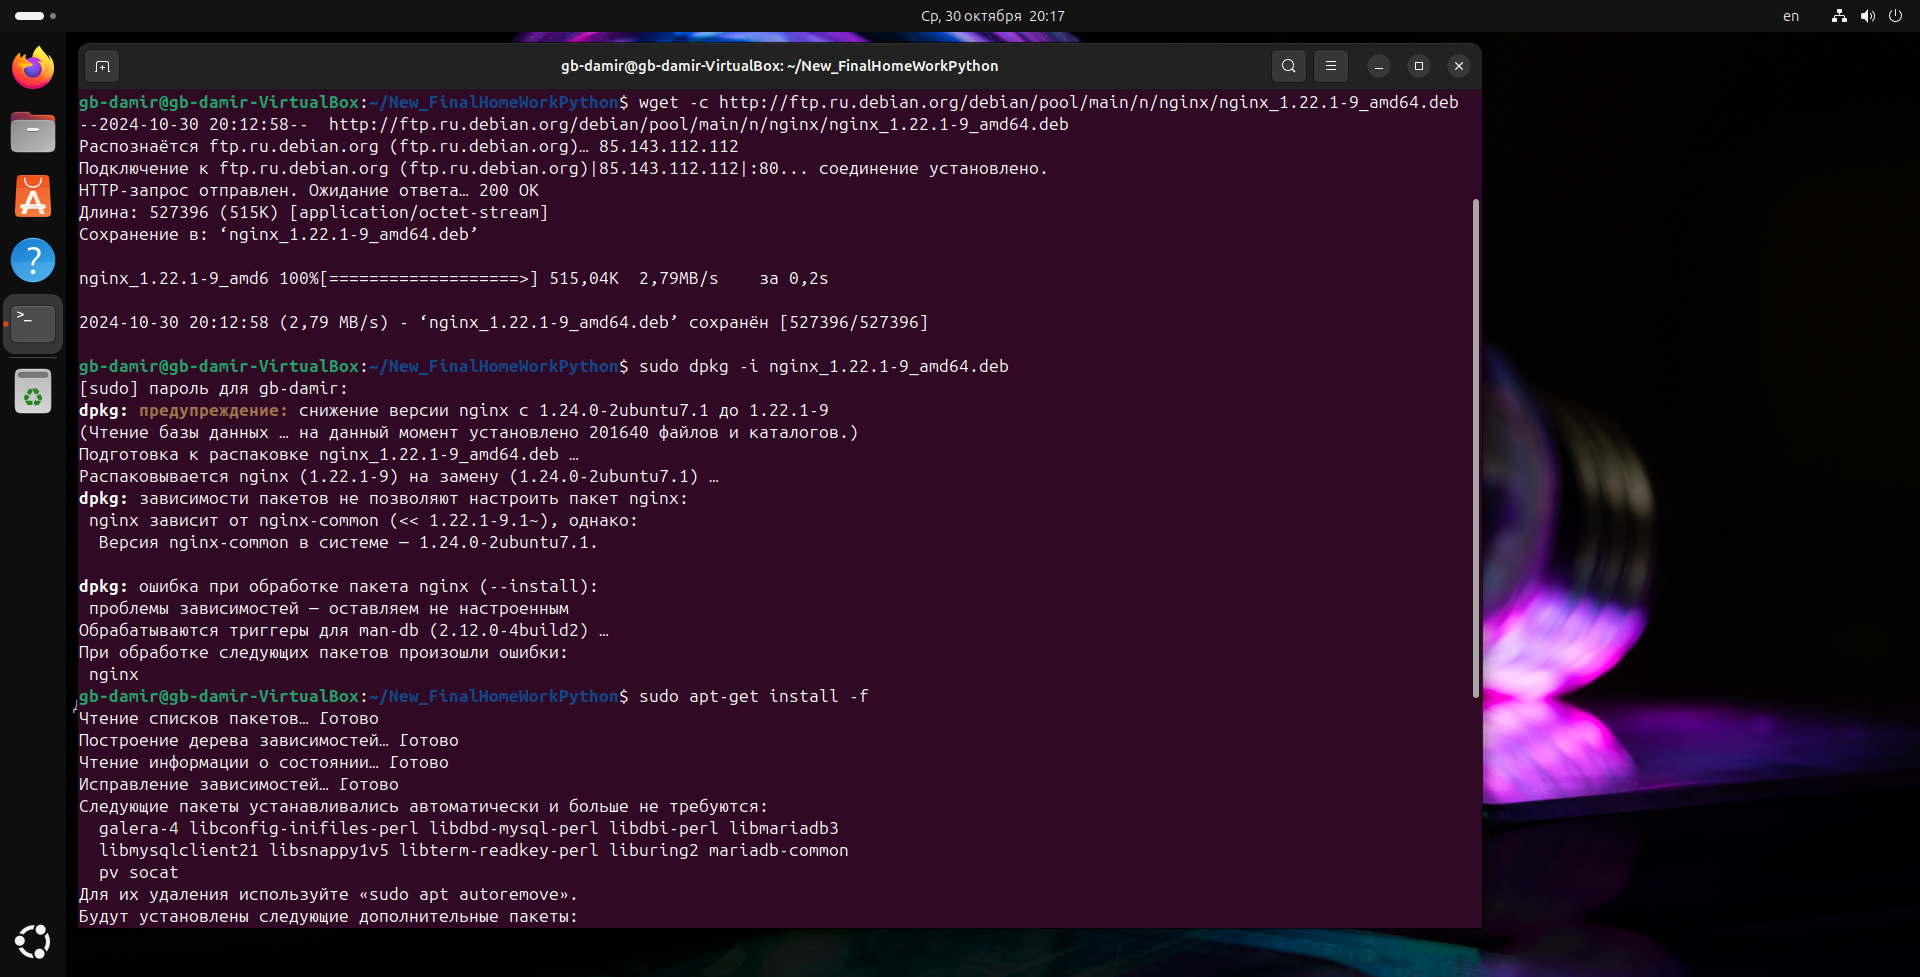 Ср, 30 октября 20:17
en
gb-damir@gb-damir-VirtualBox: ~/New_FinalHomeWorkPython
gb-damir@gb-damir-VirtualBox:~/New_FinalHomeWorkPython$ wget -c http://ftp.ru.debian.org/debian/pool/main/n/nginx/nginx_1.22.1-9_amd64.deb
--2024-10-30 20:12:58--  http://ftp.ru.debian.org/debian/pool/main/n/nginx/nginx_1.22.1-9_amd64.deb
Распознаётся ftp.ru.debian.org (ftp.ru.debian.org)… 85.143.112.112
Подключение к ftp.ru.debian.org (ftp.ru.debian.org)|85.143.112.112|:80... соединение установлено.
HTTP-запрос отправлен. Ожидание ответа… 200 OK
Длина: 527396 (515K) [application/octet-stream]
Сохранение в: ‘nginx_1.22.1-9_amd64.deb’
nginx_1.22.1-9_amd6 100%[===================>] 515,04K  2,79MB/s    за 0,2s
2024-10-30 20:12:58 (2,79 MB/s) - ‘nginx_1.22.1-9_amd64.deb’ сохранён [527396/527396]
gb-damir@gb-damir-VirtualBox:~/New_FinalHomeWorkPython$ sudo dpkg -i nginx_1.22.1-9_amd64.deb
[sudo] пароль для gb-damir:
dpkg: предупреждение: снижение версии nginx с 1.24.0-2ubuntu7.1 до 1.22.1-9
(Чтение базы данных … на данный момент установлено 201640 файлов и каталогов.)
Подготовка к распаковке nginx_1.22.1-9_amd64.deb …
Распаковывается nginx (1.22.1-9) на замену (1.24.0-2ubuntu7.1) …
dpkg: зависимости пакетов не позволяют настроить пакет nginx:
nginx зависит от nginx-common (<< 1.22.1-9.1~), однако:
Версия nginx-common в системе — 1.24.0-2ubuntu7.1.
dpkg: ошибка при обработке пакета nginx (--install):
проблемы зависимостей — оставляем не настроенным
Обрабатываются триггеры для man-db (2.12.0-4build2) …
При обработке следующих пакетов произошли ошибки:
nginx
gb-damir@gb-damir-VirtualBox:~/New_FinalHomeWorkPython$ sudo apt-get install -f
Чтение списков пакетов… Готово
Построение дерева зависимостей… Готово
Чтение информации о состоянии… Готово
Исправление зависимостей… Готово
Следующие пакеты устанавливались автоматически и больше не требуются:
galera-4 libconfig-inifiles-perl libdbd-mysql-perl libdbi-perl libmariadb3
libmysqlclient21 libsnappy1v5 libterm-readkey-perl liburing2 mariadb-common
pv socat
Для их удаления используйте «sudo apt autoremove».
Будут установлены следующие дополнительные пакеты: